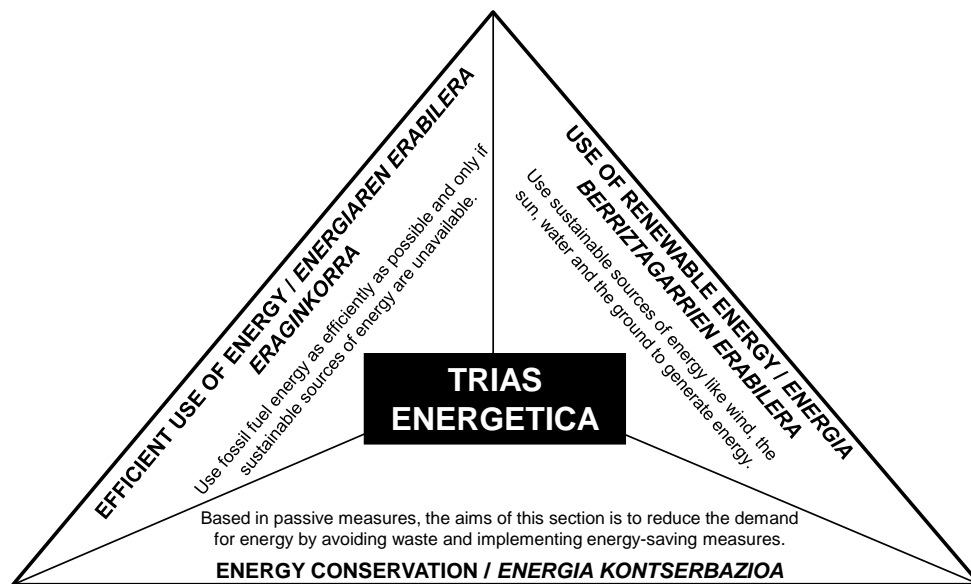 EFFICIENT USE OF ENERGY / ENERGIAREN ERABILERA
ERAGINKORRA
Use fossil fuel energy as efficiently as possible and only if
sustainable sources of energy are unavailable.
USE OF RENEWABLE ENERGY / ENERGIA
BERRIZTAGARRIEN ERABILERA
Use sustainable sources of energy like wind, the
sun, water and the ground to generate energy.
TRIAS
ENERGETICA
Based in passive measures, the aims of this section is to reduce the demand
for energy by avoiding waste and implementing energy-saving measures.
ENERGY CONSERVATION / ENERGIA KONTSERBAZIOA